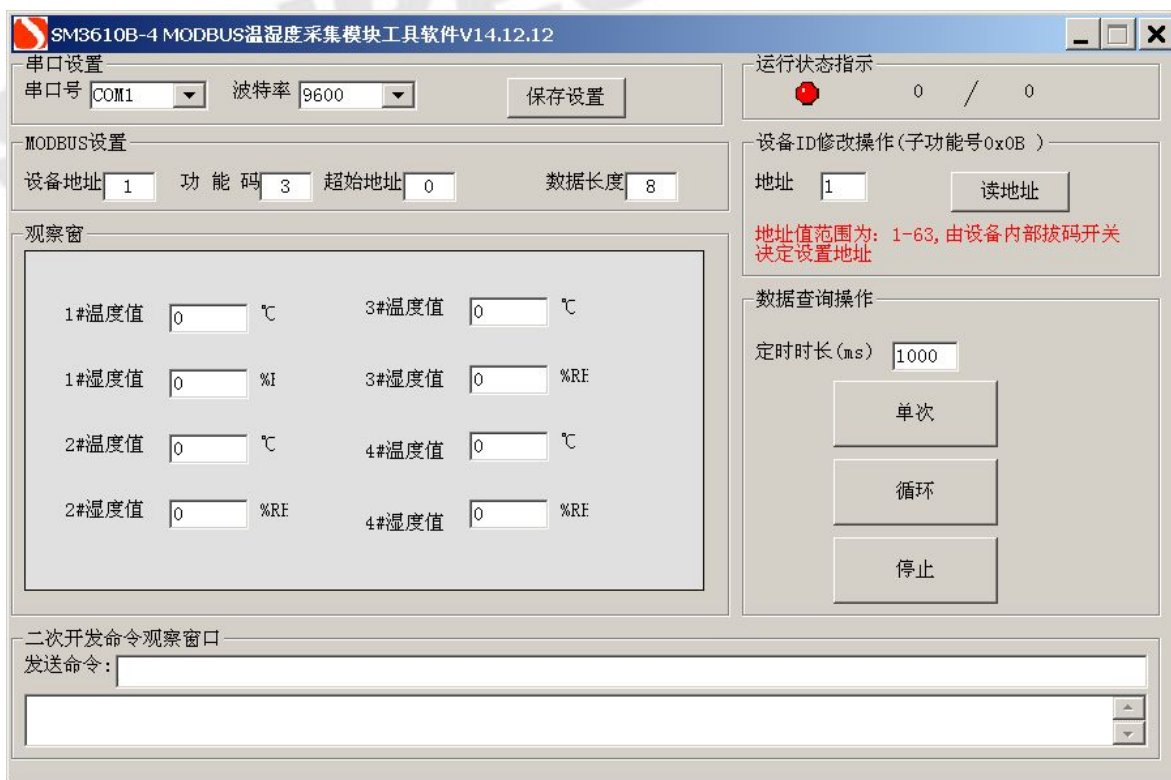 SM3610B-4 MODBUS温湿度采集模块工具软件V14.12.12
串口设置
串口号 COM1 波特率 9600 保存设置
运行状态指示
0 / 0
MODBUS设置
设备地址 1 功 能 码 3 超始地址 0 数据长度 8
设备ID修改操作(子功能号0x0B )
地址 1 读地址
地址值范围为: 1-63,由设备内部拔码开关
决定设置地址
观察窗
1#温度值 0 ℃ 3#温度值 0 ℃
1#湿度值 0 %I 3#湿度值 0 %RE
2#温度值 0 ℃ 4#温度值 0 ℃
2#湿度值 0 %RE 4#湿度值 0 %RE
数据查询操作
定时时长(ms) 1000
单次
循环
停止
二次开发命令观察窗口
发送命令: